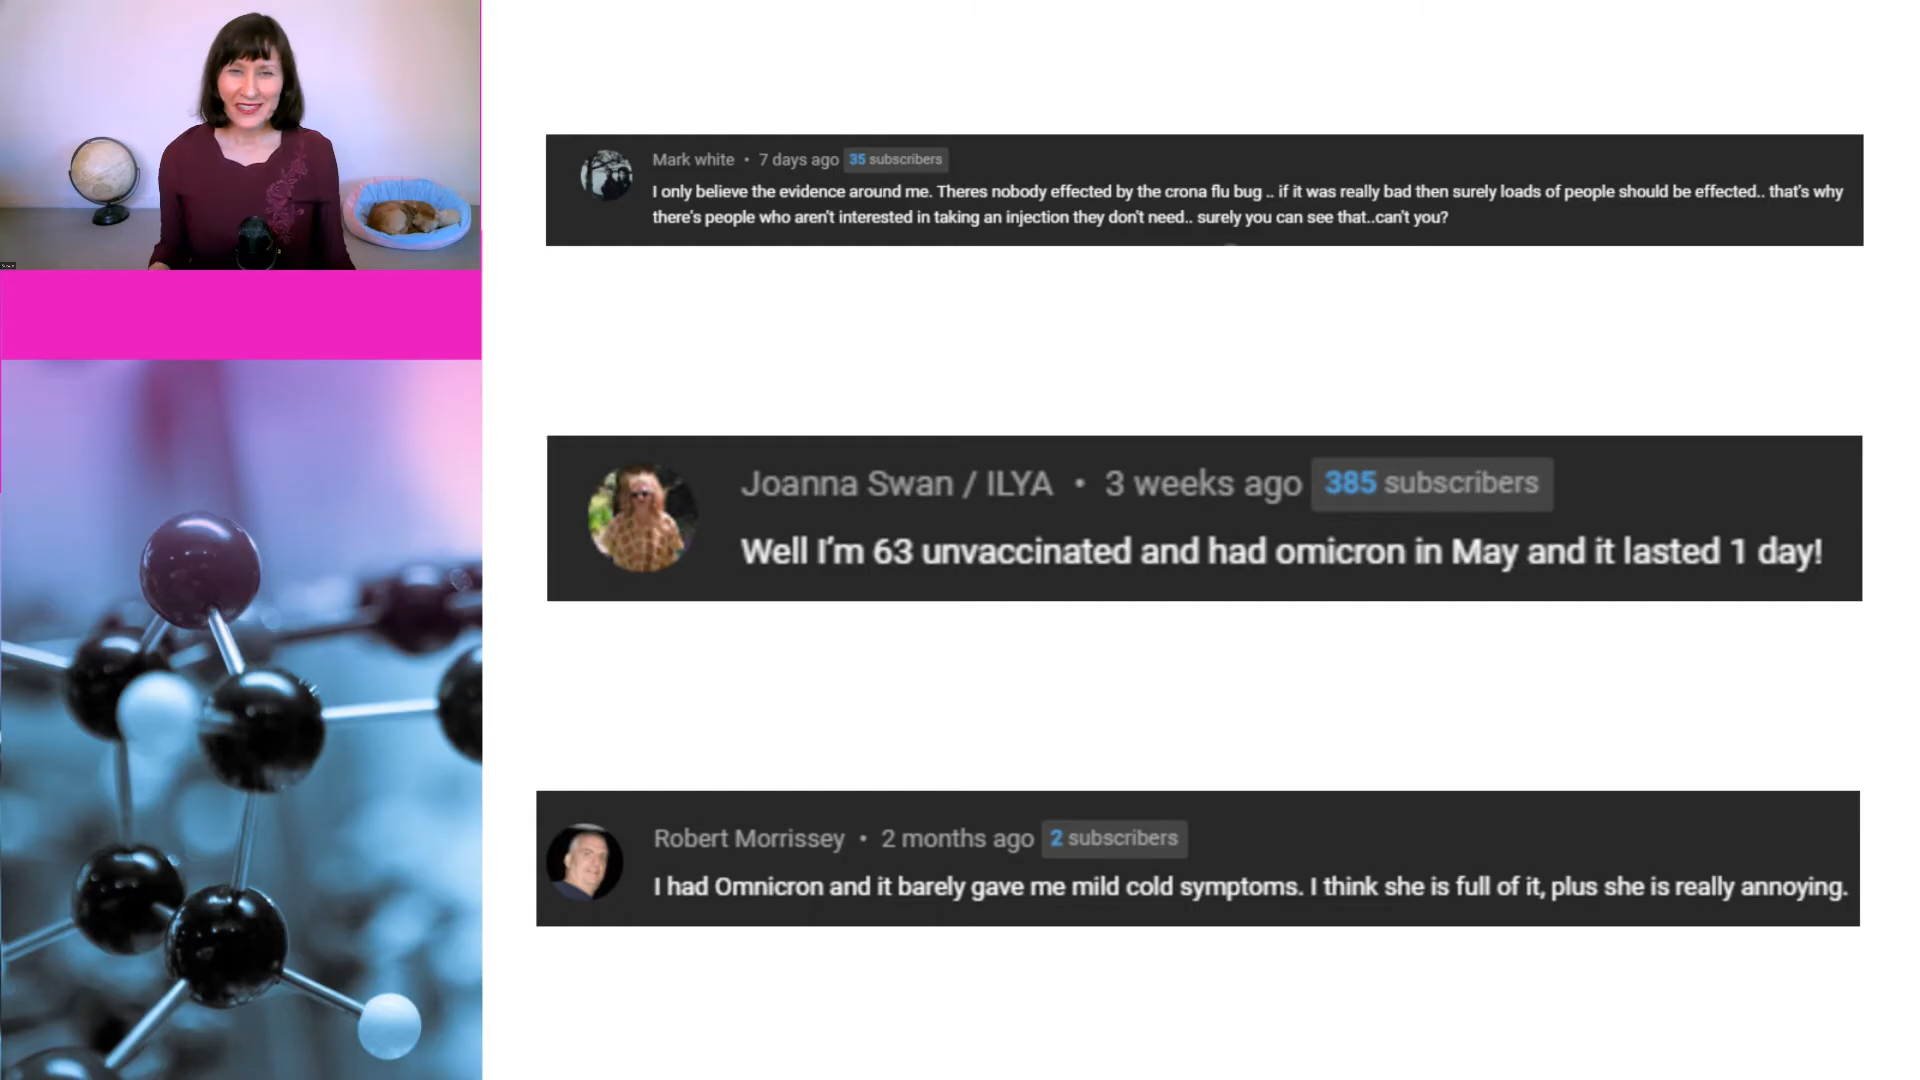 Mark white • 7 days ago 35 subscribers
I only believe the evidence around me. Theres nobody effected by the crona flu bug .. if it was really bad then surely loads of people should be effected.. that's why
there's people who aren't interested in taking an injection they don't need.. surely you can see that..can't you?
Joanna Swan / ILYA • 3 weeks ago 385 subscribers
Well I'm 63 unvaccinated and had omicron in May and it lasted 1 day!
Robert Morrissey • 2 months ago 2 subscribers
I had Omnicron and it barely gave me mild cold symptoms. I think she is full of it, plus she is really annoying.